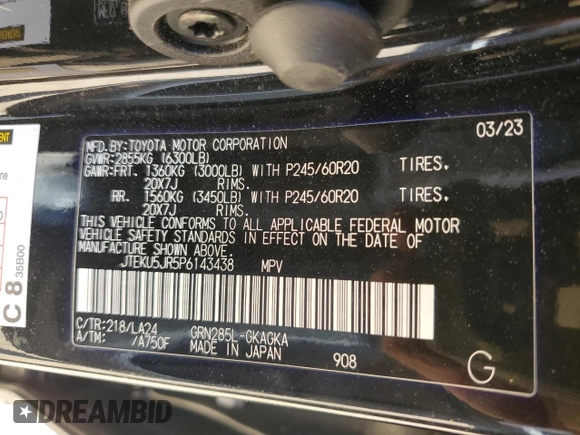 03/23
MFD.BY:TOYOTA MOTOR CORPORATION
GVWR:2855KG (6300LB)
GAWR:FRT. 1360KG (3000LB) WITH P245/60R20 TIRES.
20X7J RIMS.
RR. 1560KG (3450LB) WITH P245/60R20 TIRES.
20X7J RIMS.
THIS VEHICLE CONFORMS TO ALL APPLICABLE FEDERAL MOTOR
VEHICLE SAFETY STANDARDS IN EFFECT ON THE DATE OF
MANUFACTURE SHOWN ABOVE.
JTEKU5JR5P6143438 MPV
C/TR:218/LA24 GRN285L-GKAGKA
A/TM: /A750F MADE IN JAPAN 908 G
C 8
35B00
DREAMBID